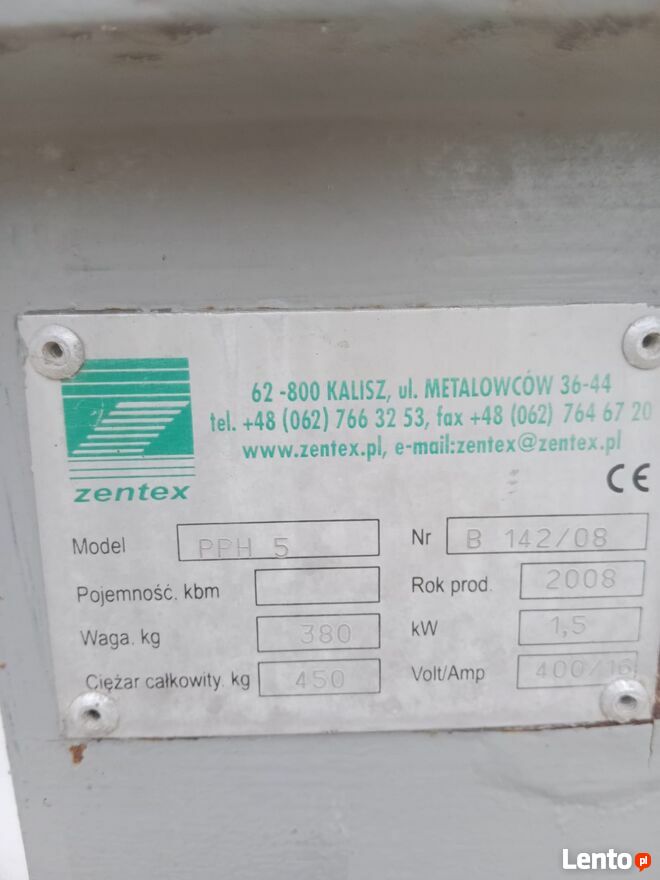 62 -800 KALISZ, ul. METALOWCÓW 36-44
tel. +48 (062) 766 32 53, fax +48 (062) 764 67 20
www.zentex.pl, e-mail:zentex@zentex.pl
zentex
CE
Model PPH 5
Nr B 142/08
Pojemność. kbm
Rok prod. 2008
Waga. kg 380
kW 1,5
Ciężar całkowity. kg 450
Volt/Amp 400/16
Lento.pl